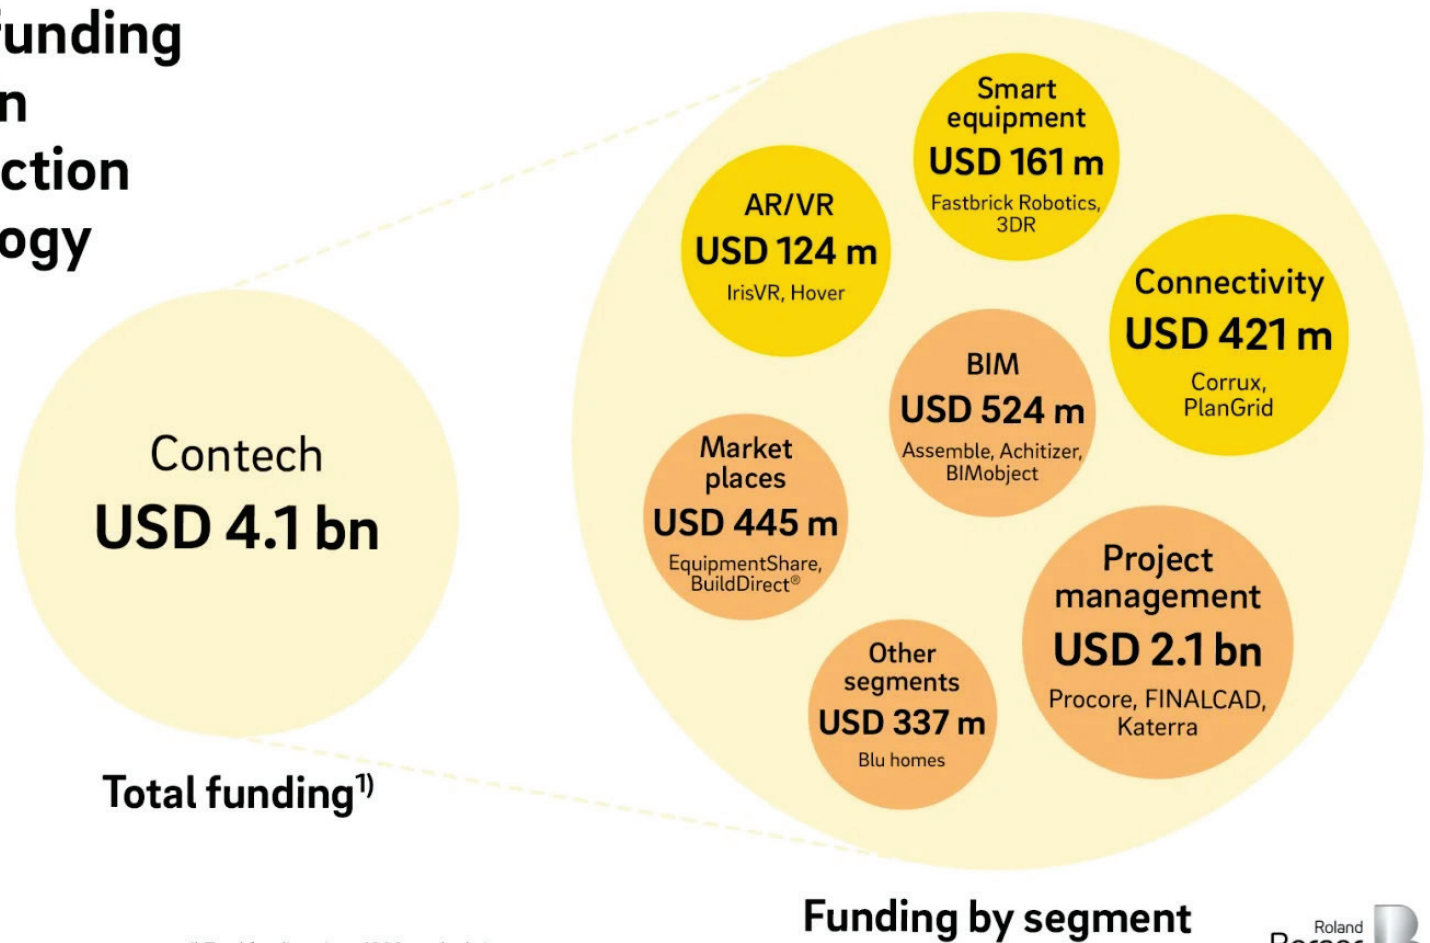 funding
n
ction
ogy
Contech
USD 4.1 bn
Total funding1)
Smart
equipment
USD 161 m
Fastbrick Robotics,
3DR
AR/VR
USD 124 m
IrisVR, Hover
Connectivity
USD 421 m
Corrux,
PlanGrid
BIM
USD 524 m
Assemble, Achitizer,
BIMobject
Market
places
USD 445 m
EquipmentShare,
BuildDirect®
Project
management
USD 2.1 bn
Procore, FINALCAD,
Katerra
Other
segments
USD 337 m
Blu homes
Funding by segment
Roland
Berger
B